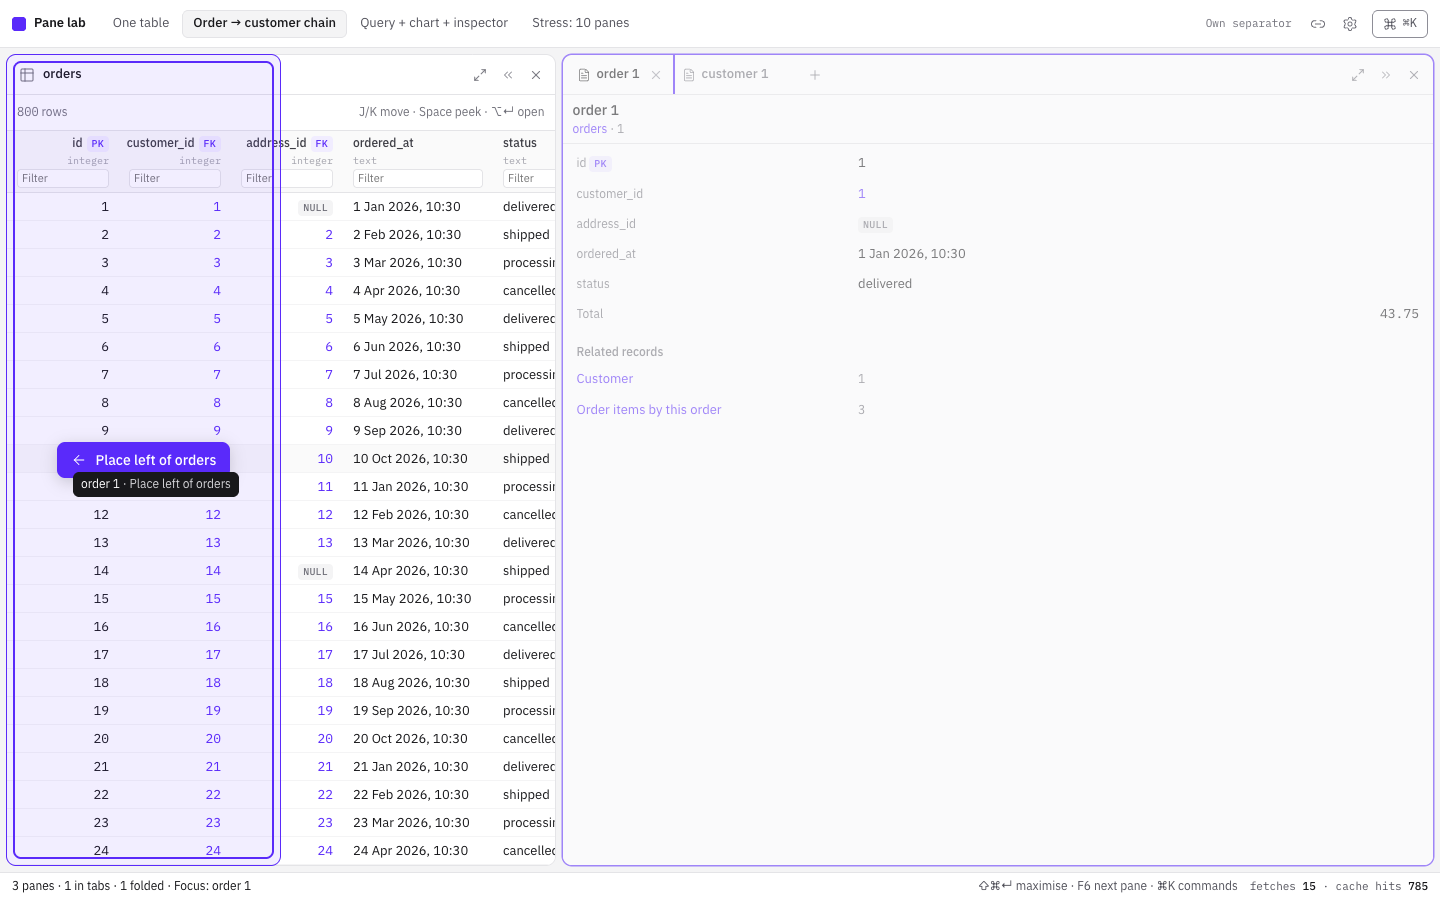 Pane lab One table Order → customer chain Query + chart + inspector Stress: 10 panes Own separator ⌘ ⌘K
orders
800 rows J/K move · Space peek · ⌥↵ open
id PK customer_id FK address_id FK ordered_at status
integer integer integer text text
Filter Filter Filter Filter Filter
1 1 NULL 1 Jan 2026, 10:30 delivered
2 2 2 2 Feb 2026, 10:30 shipped
3 3 3 3 Mar 2026, 10:30 processin
4 4 4 4 Apr 2026, 10:30 cancelled
5 5 5 5 May 2026, 10:30 delivered
6 6 6 6 Jun 2026, 10:30 shipped
7 7 7 7 Jul 2026, 10:30 processin
8 8 8 8 Aug 2026, 10:30 cancelled
9 9 9 9 Sep 2026, 10:30 delivered
10 10 Oct 2026, 10:30 shipped
11 11 Jan 2026, 10:30 processin
12 12 12 12 Feb 2026, 10:30 cancelled
13 13 13 13 Mar 2026, 10:30 delivered
14 14 NULL 14 Apr 2026, 10:30 shipped
15 15 15 15 May 2026, 10:30 processin
16 16 16 16 Jun 2026, 10:30 cancelled
17 17 17 17 Jul 2026, 10:30 delivered
18 18 18 18 Aug 2026, 10:30 shipped
19 19 19 19 Sep 2026, 10:30 processin
20 20 20 20 Oct 2026, 10:30 cancelled
21 21 21 21 Jan 2026, 10:30 delivered
22 22 22 22 Feb 2026, 10:30 shipped
23 23 23 23 Mar 2026, 10:30 processin
24 24 24 24 Apr 2026, 10:30 cancelled
← Place left of orders
order 1 · Place left of orders
order 1 customer 1
order 1
orders · 1
id PK 1
customer_id 1
address_id NULL
ordered_at 1 Jan 2026, 10:30
status delivered
Total 43.75
Related records
Customer 1
Order items by this order 3
3 panes · 1 in tabs · 1 folded · Focus: order 1 ⇧⌘↵ maximise · F6 next pane · ⌘K commands fetches 15 · cache hits 785